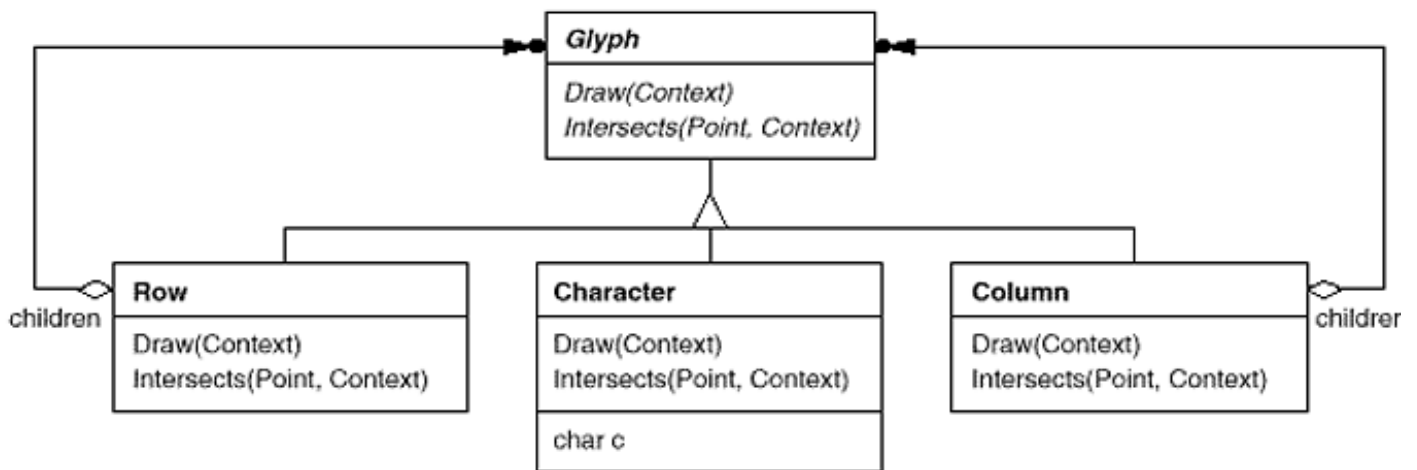 Glyph
Draw(Context)
Intersects(Point, Context)
Row
Draw(Context)
Intersects(Point, Context)
children
Character
Draw(Context)
Intersects(Point, Context)
char c
Column
Draw(Context)
Intersects(Point, Context)
childrer